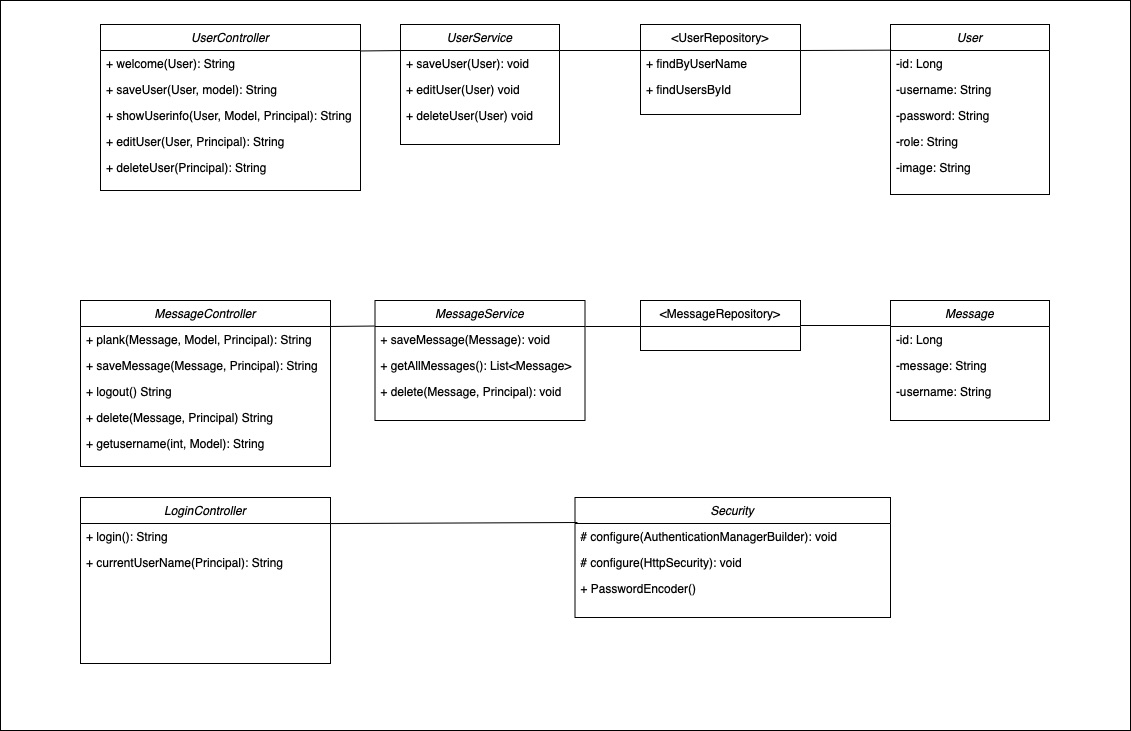 UserController
+ welcome(User): String
+ saveUser(User, model): String
+ showUserinfo(User, Model, Principal): String
+ editUser(User, Principal): String
+ deleteUser(Principal): String
UserService
+ saveUser(User): void
+ editUser(User) void
+ deleteUser(User) void
<UserRepository>
+ findByUserName
+ findUsersById
User
-id: Long
-username: String
-password: String
-role: String
-image: String
MessageController
+ plank(Message, Model, Principal): String
+ saveMessage(Message, Principal): String
+ logout() String
+ delete(Message, Principal) String
+ getusername(int, Model): String
MessageService
+ saveMessage(Message): void
+ getAllMessages(): List<Message>
+ delete(Message, Principal): void
<MessageRepository>
Message
-id: Long
-message: String
-username: String
LoginController
+ login(): String
+ currentUserName(Principal): String
Security
# configure(AuthenticationManagerBuilder): void
# configure(HttpSecurity): void
+ PasswordEncoder()